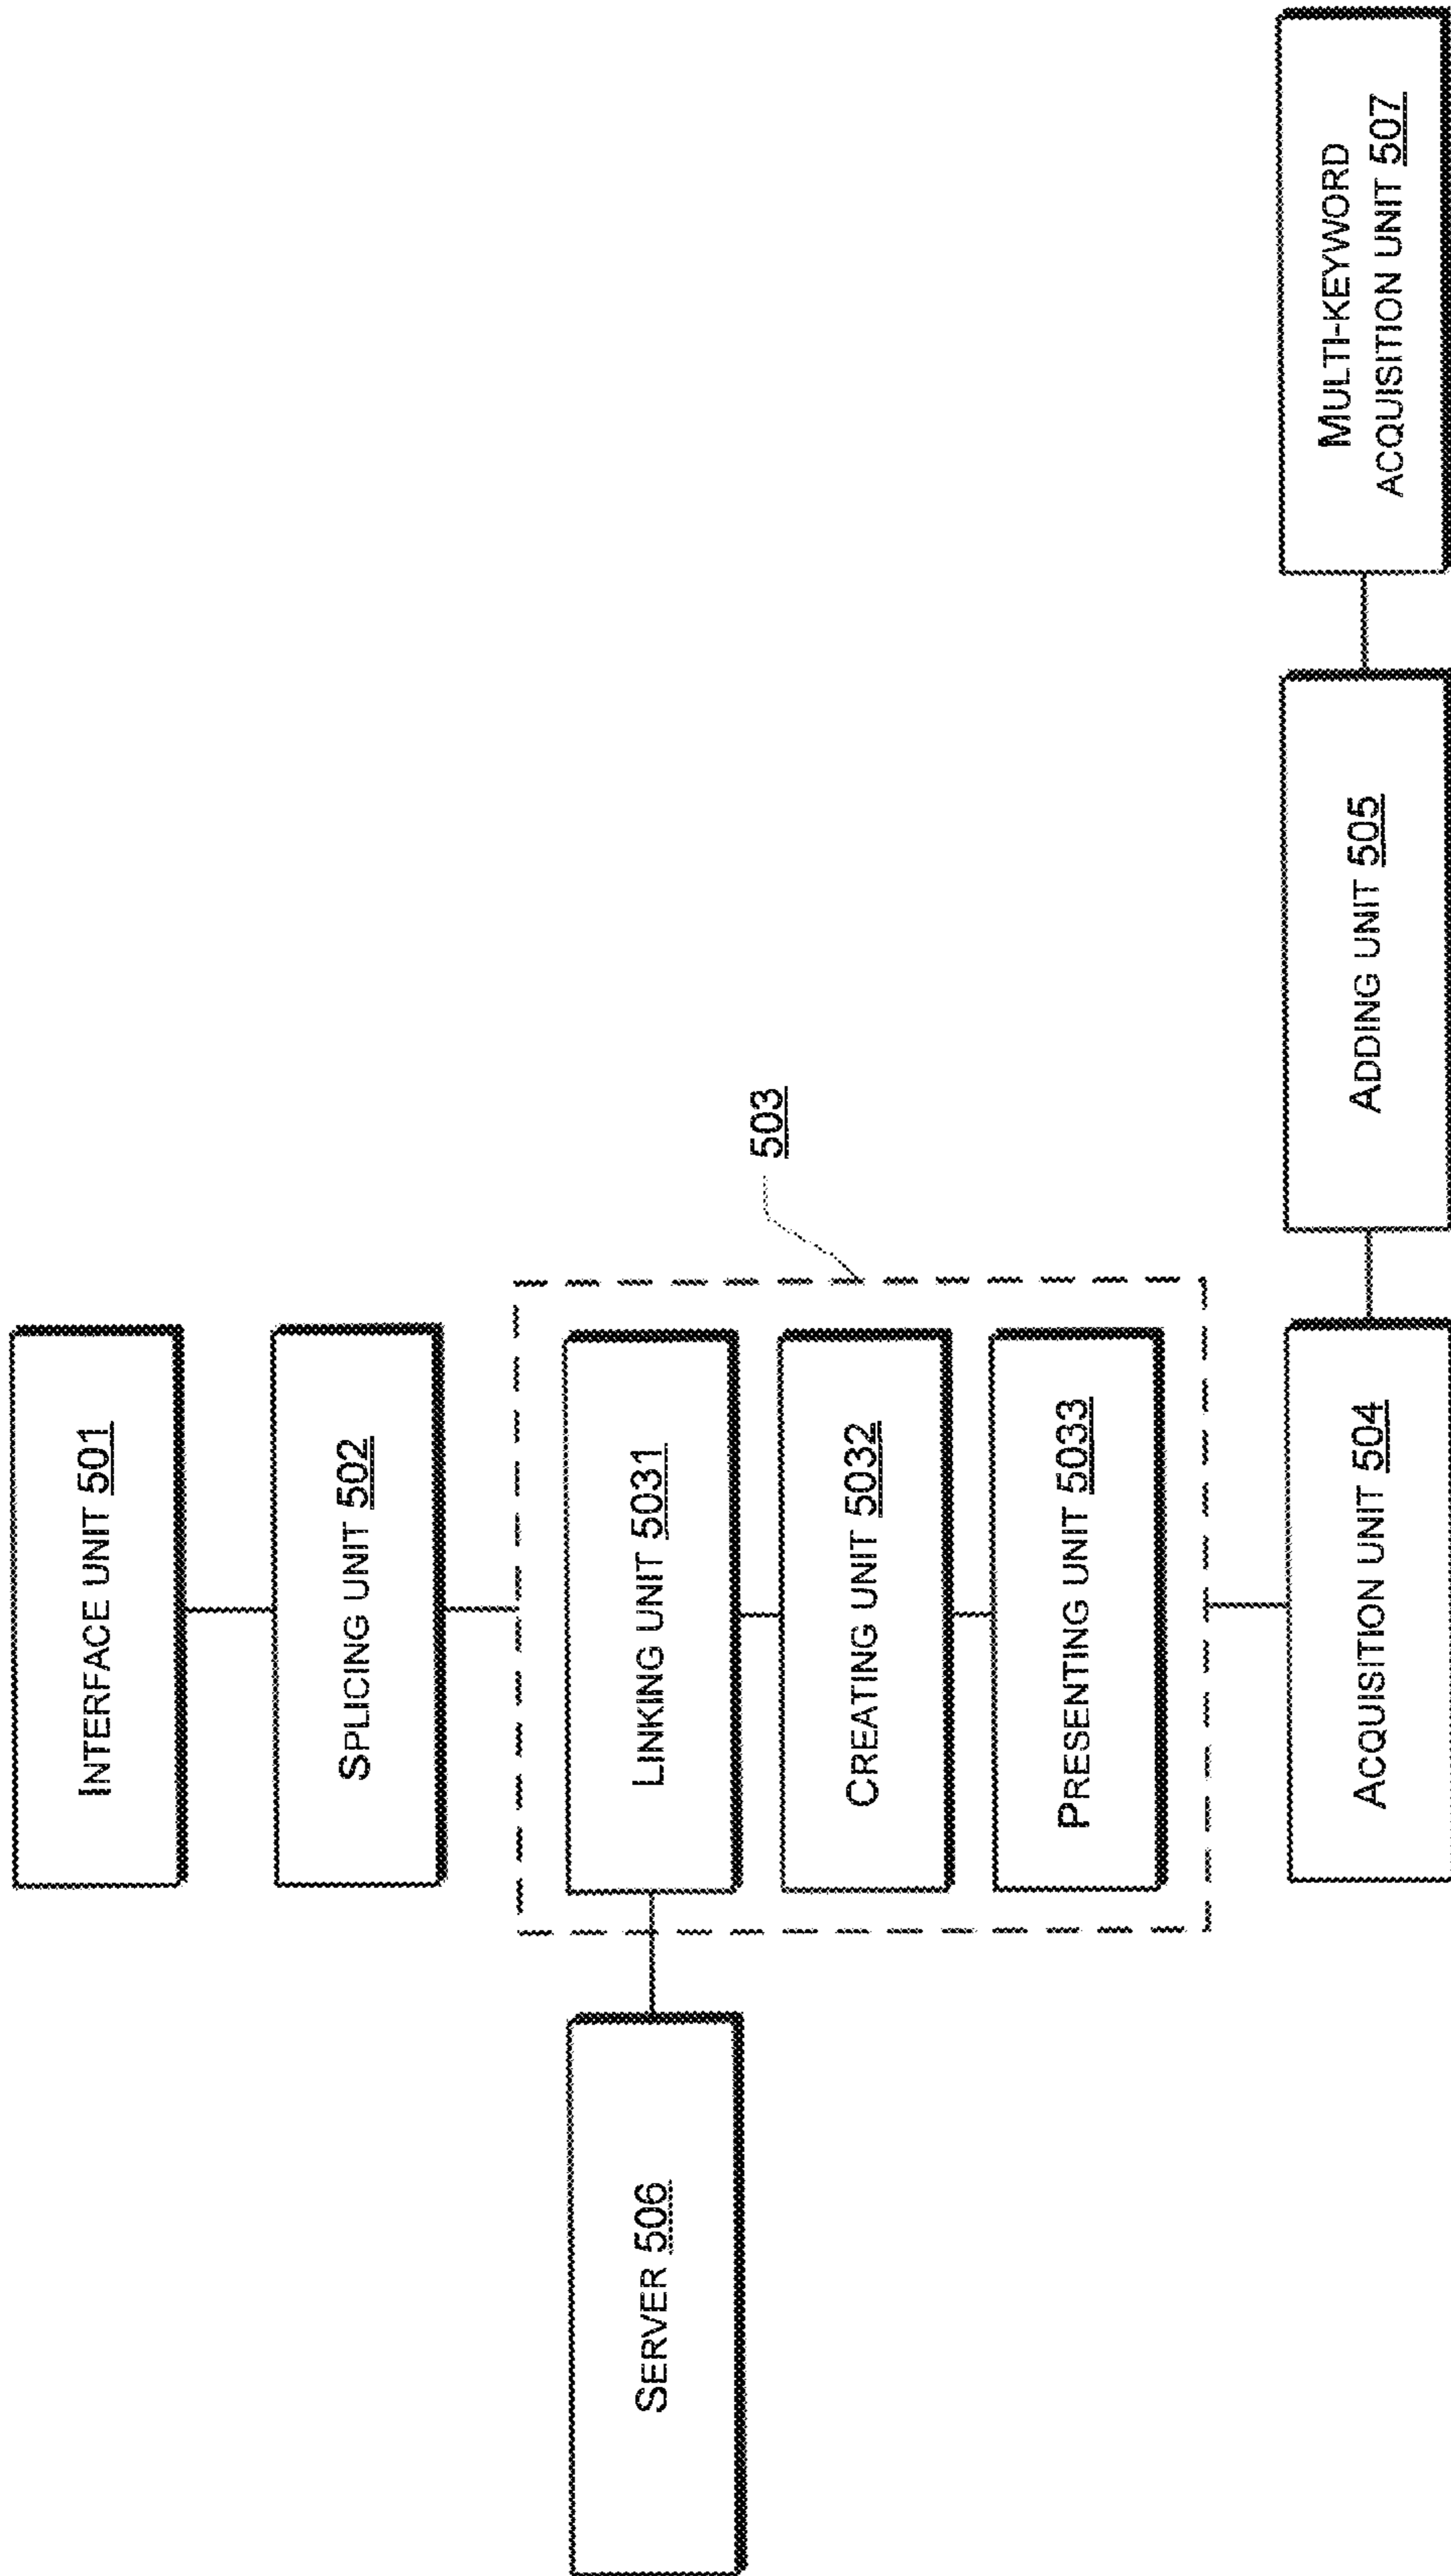 INTERFACE UNIT 501
SPLICING UNIT 502
503
SERVER 506
LINKING UNIT 5031
CREATING UNIT 5032
PRESENTING UNIT 5033
ACQUISITION UNIT 504
ADDING UNIT 505
MULTI-KEYWORD
ACQUISITION UNIT 507